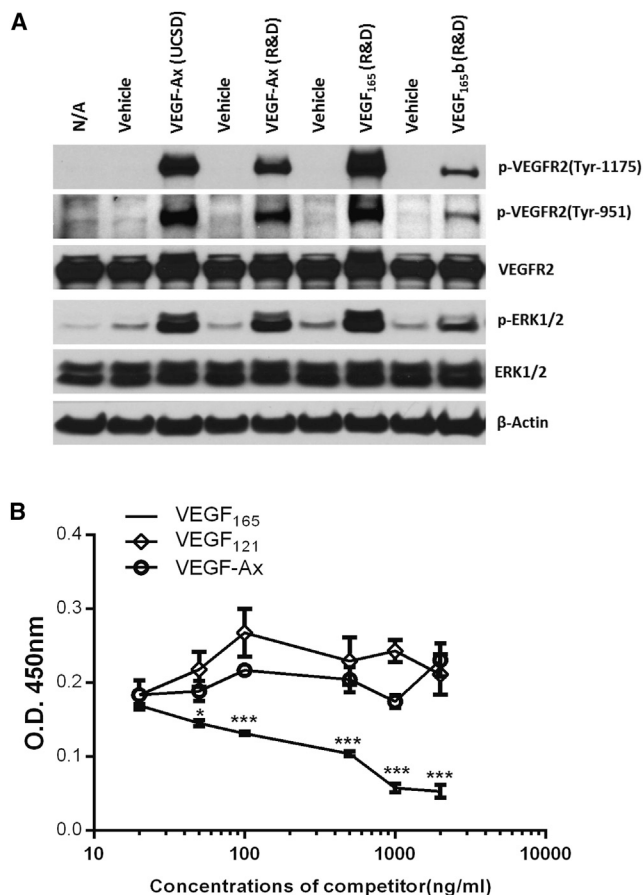 A
N/A
Vehicle
VEGF-Ax (UCSD)
Vehicle
VEGF-Ax (R&D)
Vehicle
VEGF165 (R&D)
Vehicle
VEGF165b (R&D)
p-VEGFR2(Tyr-1175)
p-VEGFR2(Tyr-951)
VEGFR2
p-ERK1/2
ERK1/2
β-Actin
B
VEGF165
VEGF121
VEGF-Ax
0.4
0.3
0.2
0.1
0.0
O.D. 450nm
* *** *** *** ***
10 100 1000 10000
Concentrations of competitor(ng/ml)